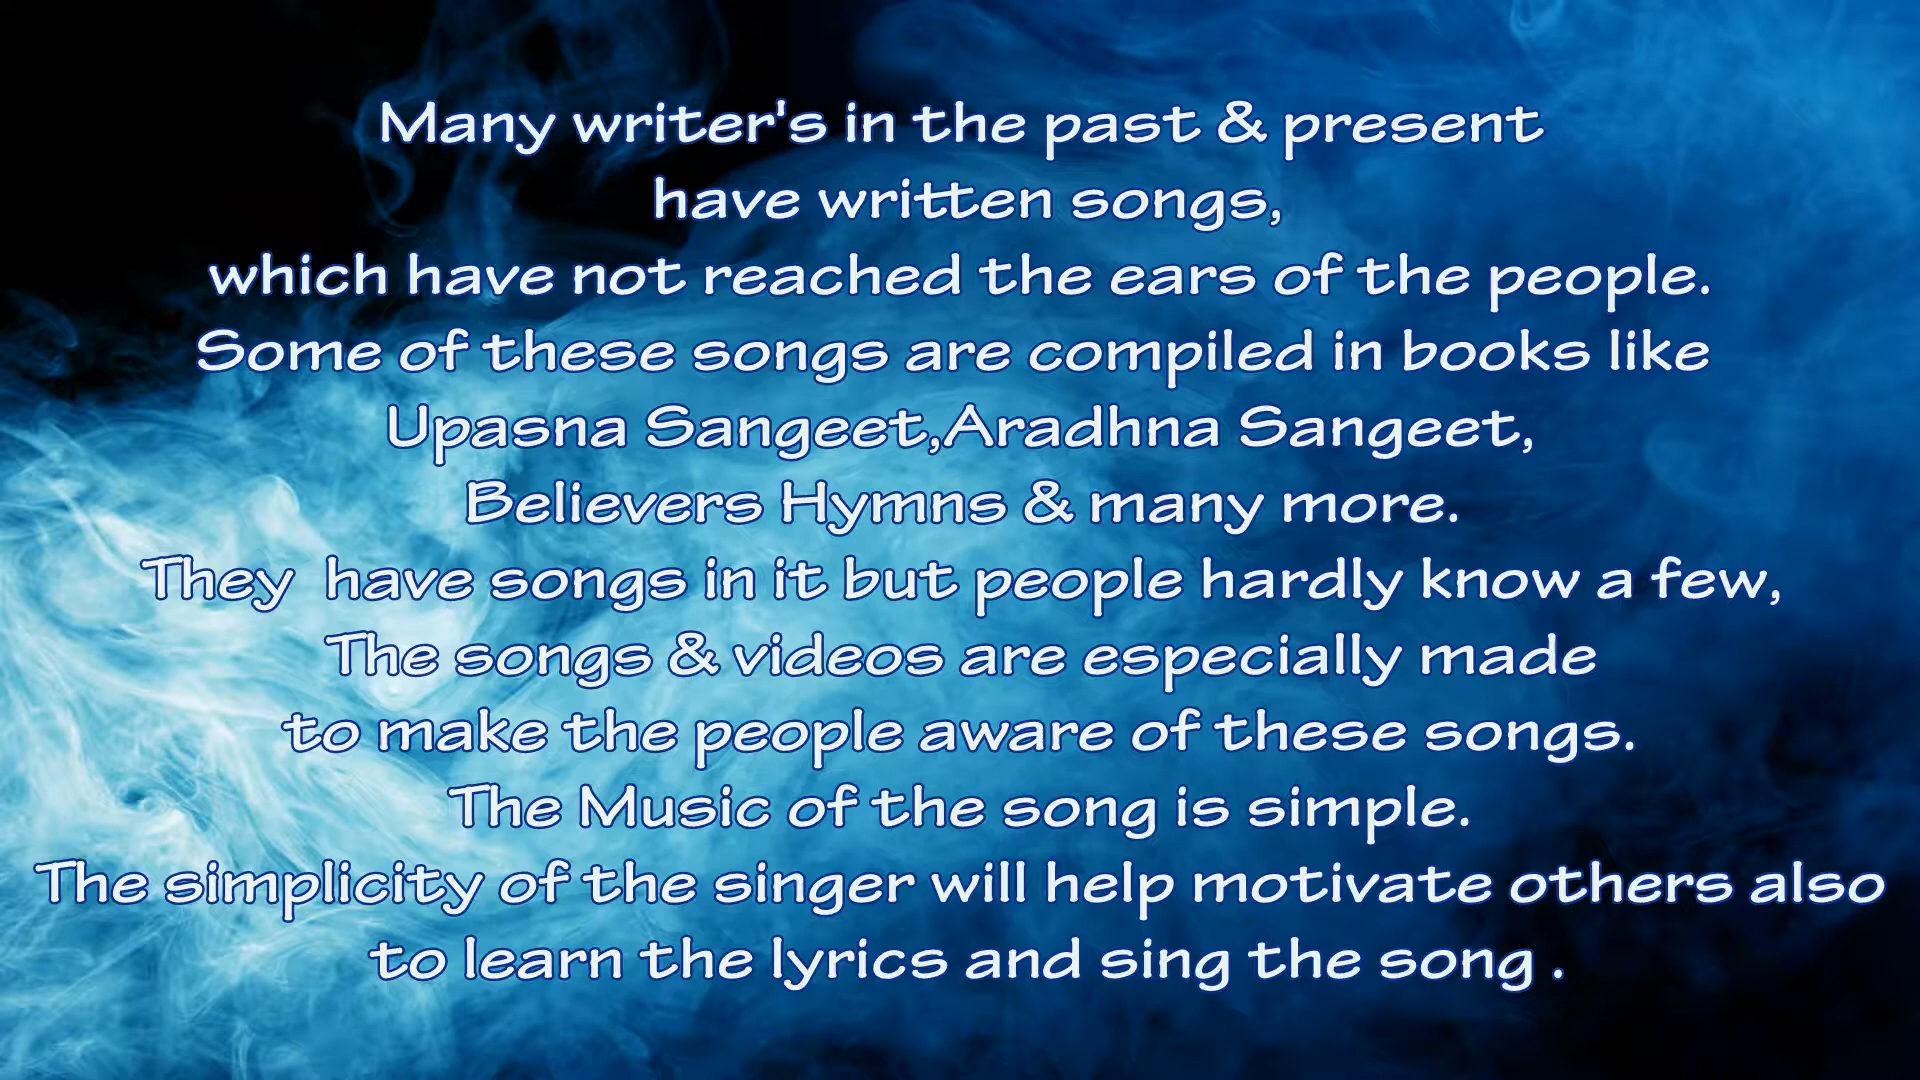 Many writer's in the past & present
have written songs,
which have not reached the ears of the people.
Some of these songs are compiled in books like
Upasna Sangeet,Aradhna Sangeet,
Believers Hymns & many more.
They  have songs in it but people hardly know a few,
The songs & videos are especially made
to make the people aware of these songs.
The Music of the song is simple.
The simplicity of the singer will help motivate others also
to learn the lyrics and sing the song .